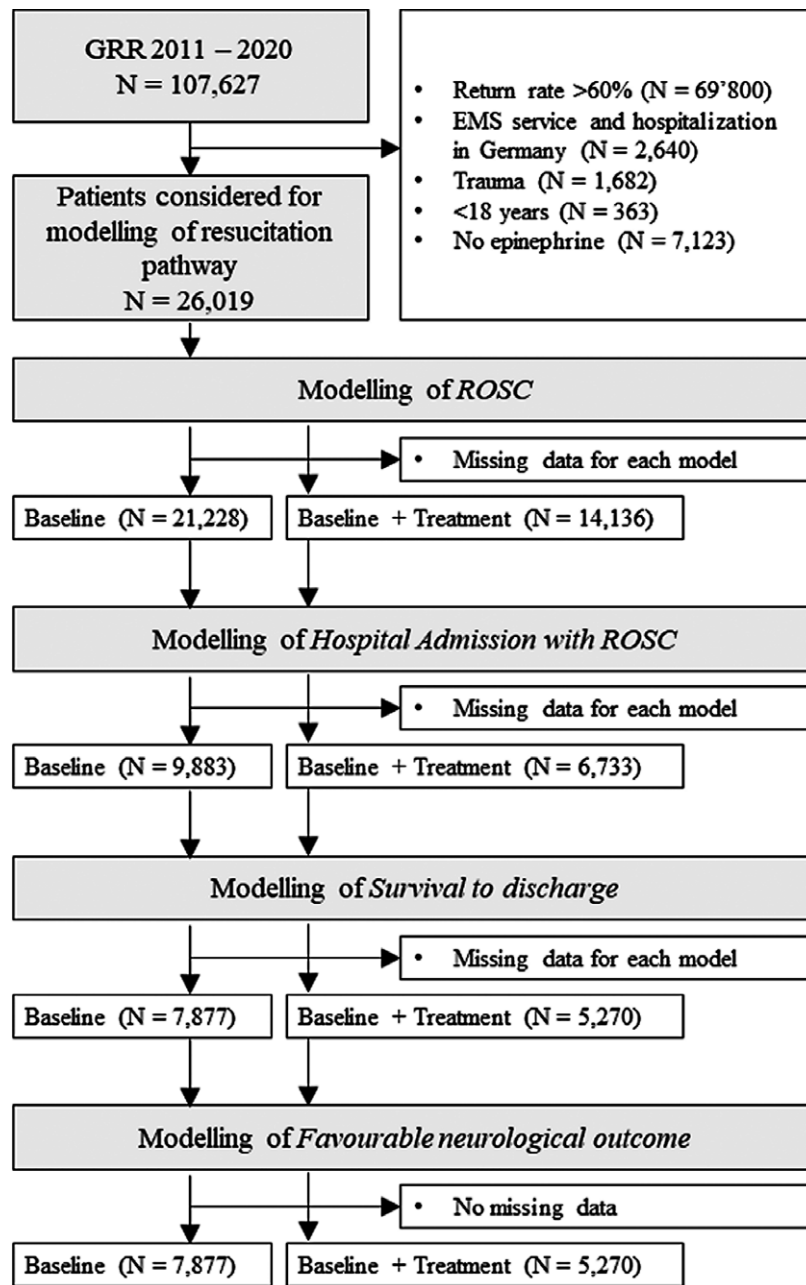 GRR 2011 – 2020
N = 107,627
• Return rate >60% (N = 69’800)
• EMS service and hospitalization
in Germany (N = 2,640)
• Trauma (N = 1,682)
• <18 years (N = 363)
• No epinephrine (N = 7,123)
Patients considered for
modelling of resucitation
pathway
N = 26,019
Modelling of ROSC
• Missing data for each model
Baseline (N = 21,228)
Baseline + Treatment (N = 14,136)
Modelling of Hospital Admission with ROSC
• Missing data for each model
Baseline (N = 9,883)
Baseline + Treatment (N = 6,733)
Modelling of Survival to discharge
• Missing data for each model
Baseline (N = 7,877)
Baseline + Treatment (N = 5,270)
Modelling of Favourable neurological outcome
• No missing data
Baseline (N = 7,877)
Baseline + Treatment (N = 5,270)